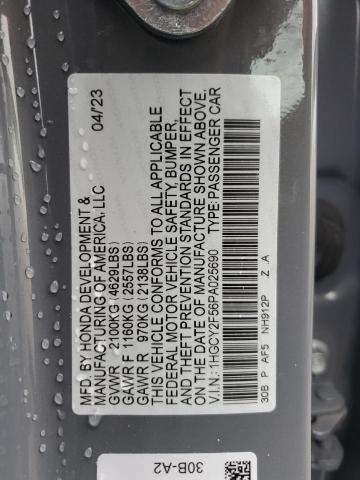 MFD. BY HONDA DEVELOPMENT &
MANUFACTURING OF AMERICA, LLC 04/23
GVWR 2100KG (4629LBS)
GAWR F 1160KG (2557LBS)
GAWR R 970KG (2138LBS)
THIS VEHICLE CONFORMS TO ALL APPLICABLE
FEDERAL MOTOR VEHICLE SAFETY, BUMPER,
AND THEFT PREVENTION STANDARDS IN EFFECT
ON THE DATE OF MANUFACTURE SHOWN ABOVE.
V.I.N.: 1HGCY2F56PA025690 TYPE: PASSENGER CAR
30B P AF5 NH912P Z A
30B-A2